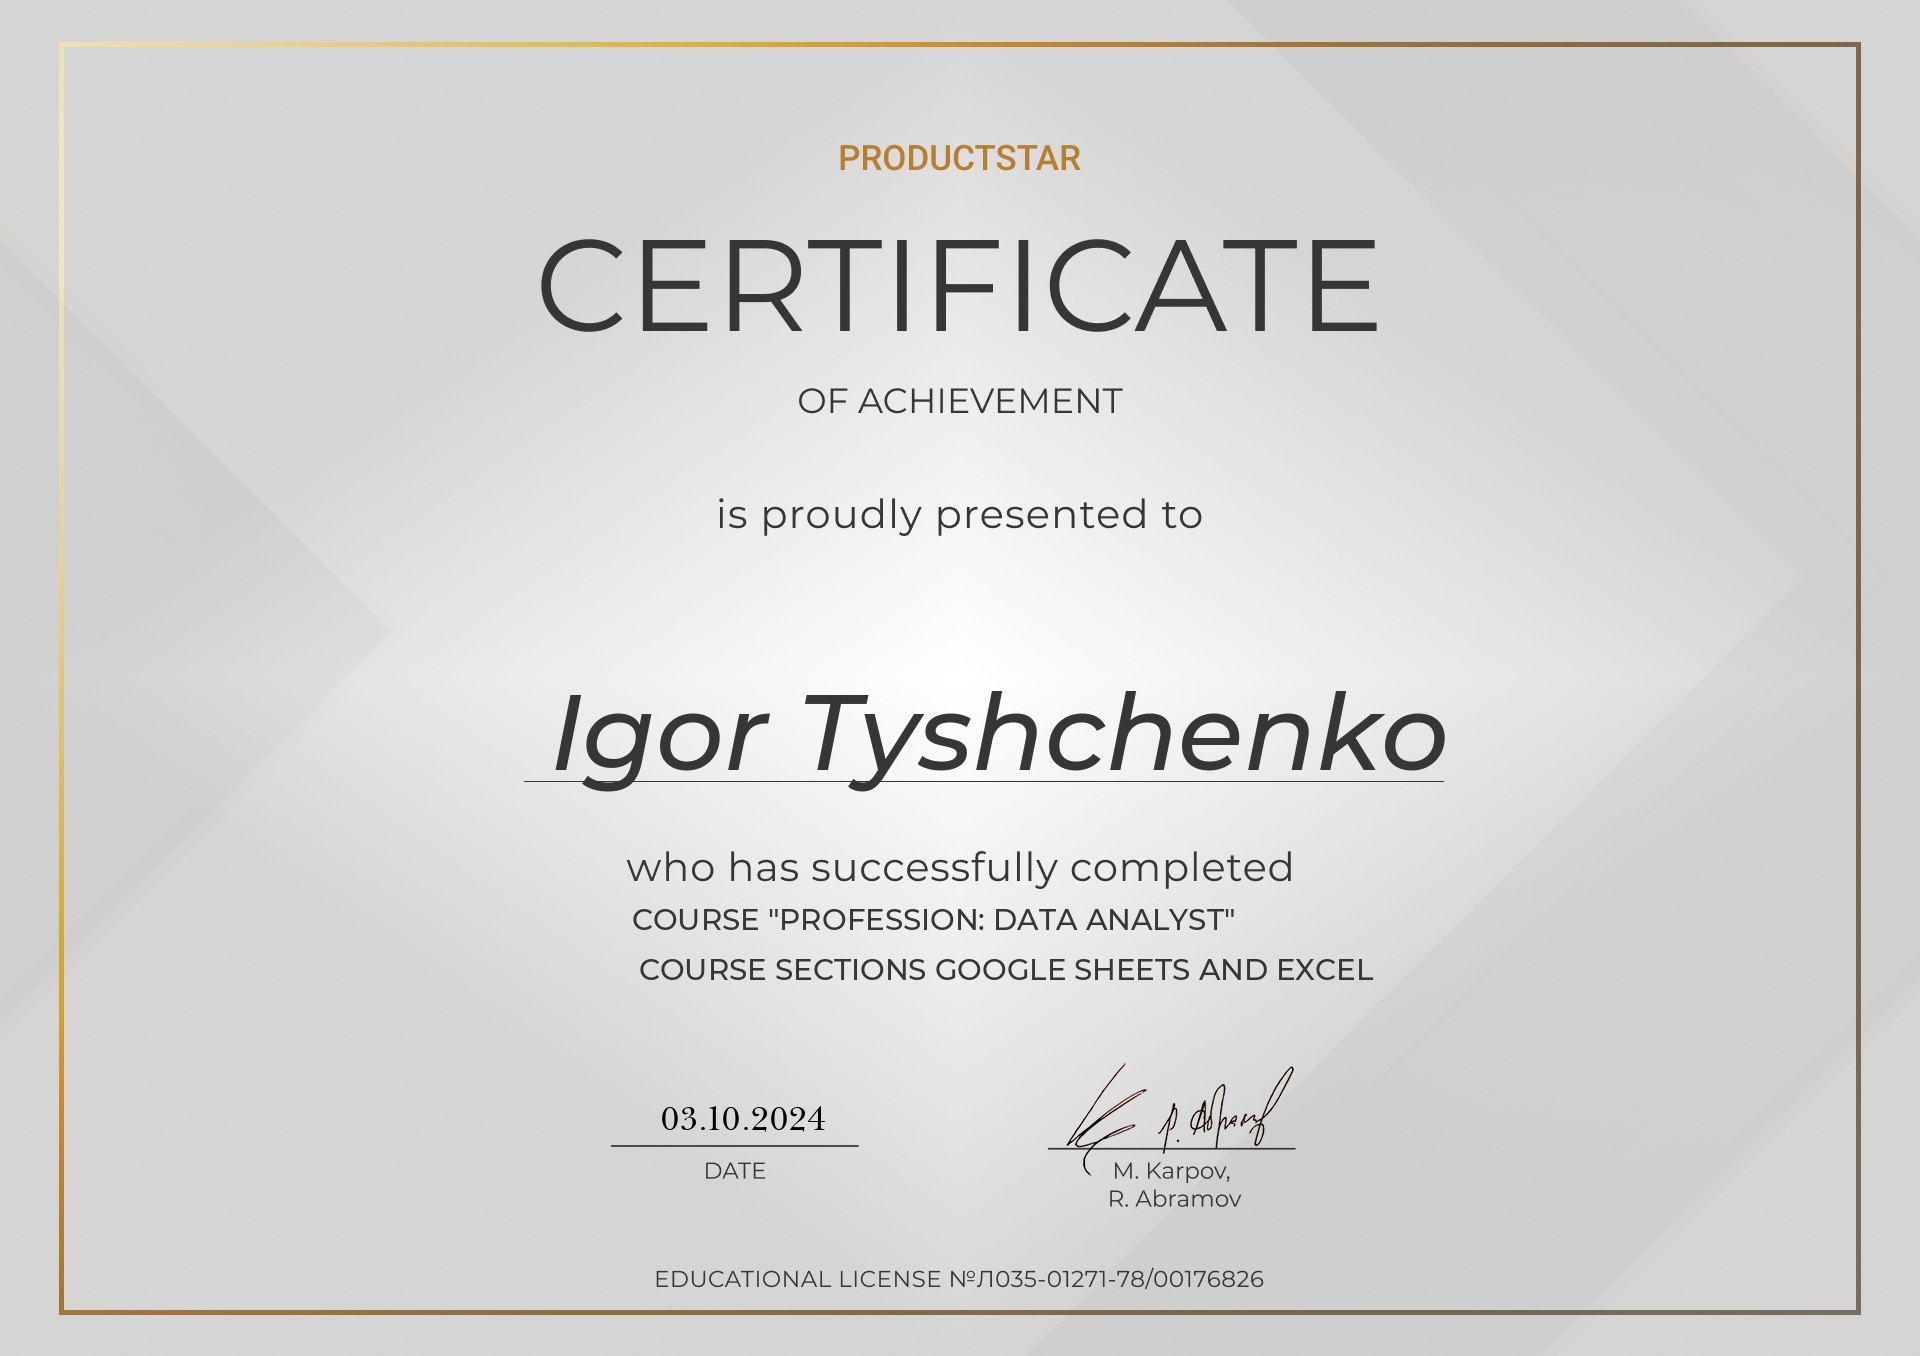 PRODUCTSTAR
CERTIFICATE
OF ACHIEVEMENT
is proudly presented to
Igor Tyshchenko
who has successfully completed
COURSE "PROFESSION: DATA ANALYST"
COURSE SECTIONS GOOGLE SHEETS AND EXCEL
03.10.2024
DATE
Р. Абрамов
M. Karpov,
R. Abramov
EDUCATIONAL LICENSE №Л035-01271-78/00176826